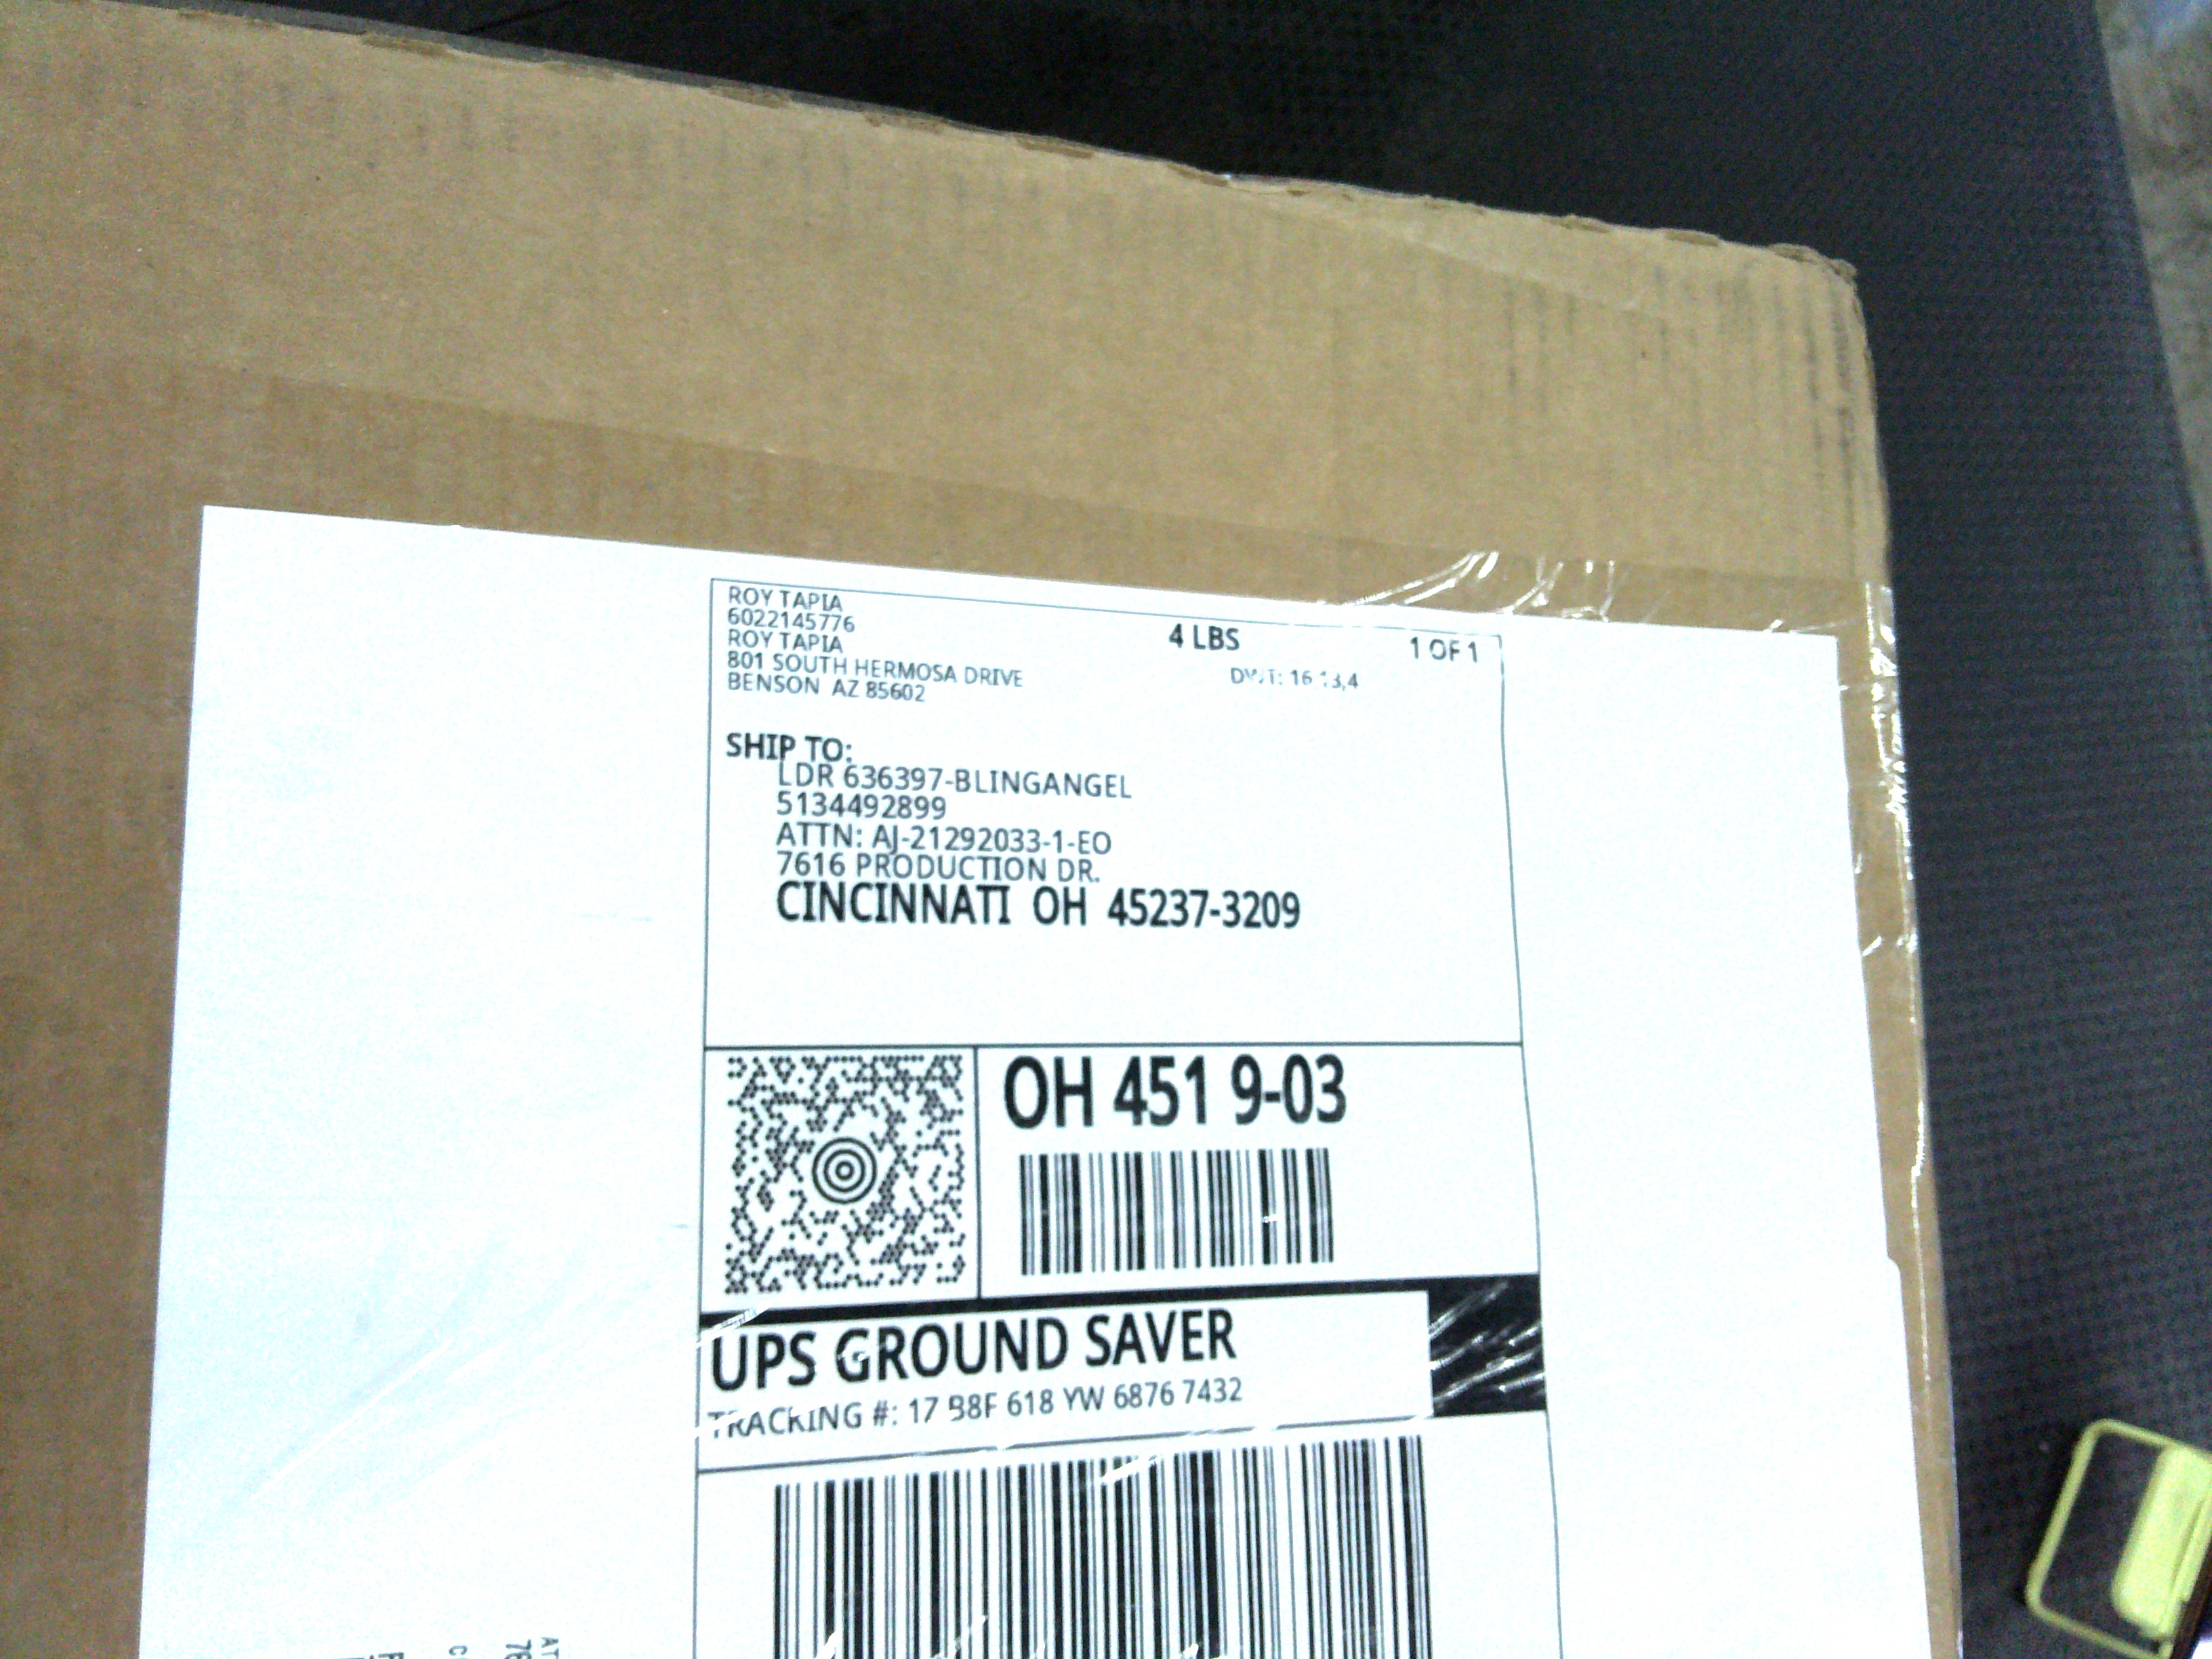 ROY TAPIA
6022145776
ROY TAPIA
801 SOUTH HERMOSA DRIVE
BENSON AZ 85602
4 LBS
1 OF 1
SHIP TO:
LDR 636397-BLINGANGEL
5134492899
ATTN: AJ-21292033-1-EO
7616 PRODUCTION DR.
CINCINNATI OH 45237-3209
OH 451 9-03
UPS GROUND SAVER
TRACKING #: 17 B8F 618 YW 6876 7432